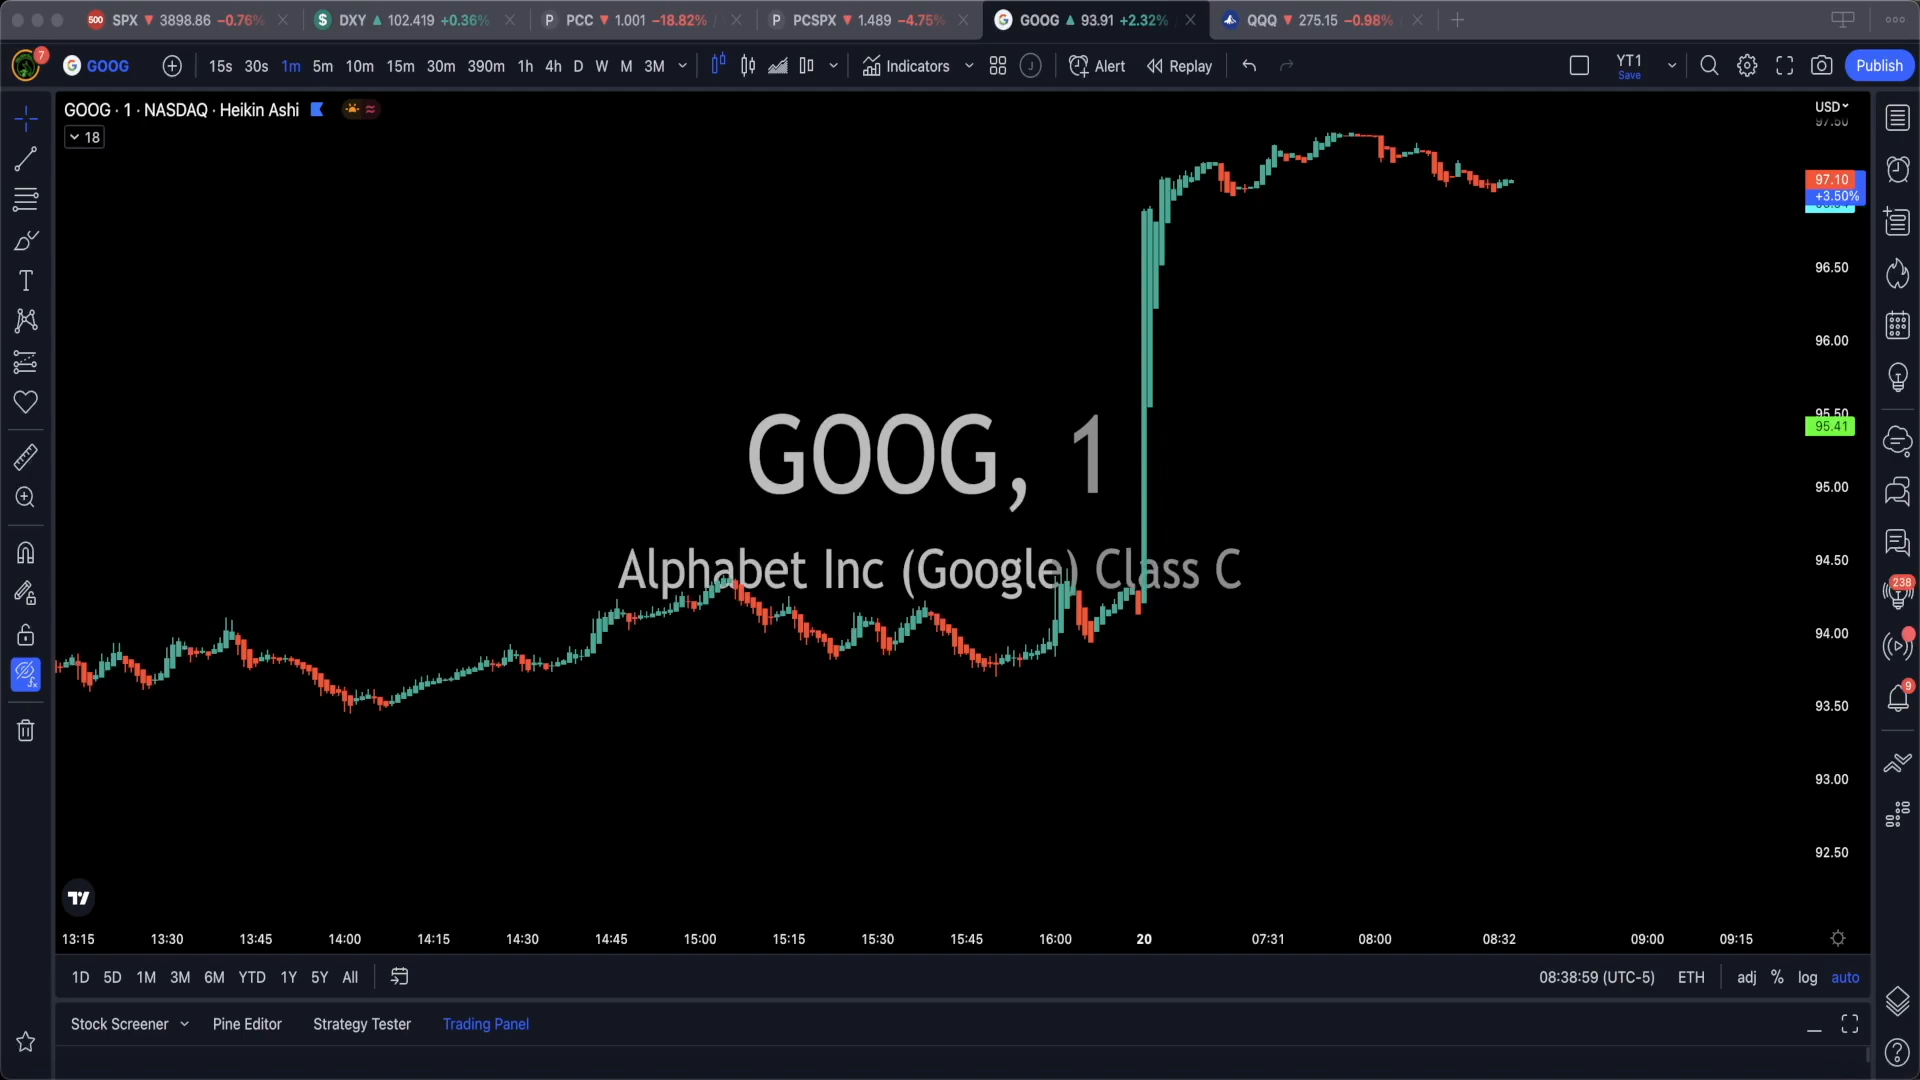 500 SPX ▼ 3898.86 −0.76%
DXY ▲ 102.419 +0.36%
P PCC ▼ 1.001 −18.82%
P PCSPX ▼ 1.489 −4.75%
GOOG ▲ 93.91 +2.32%
QQQ ▼ 275.15 −0.98%
7
GOOG
15s 30s 1m 5m 10m 15m 30m 390m 1h 4h D W M 3M
Indicators
J
Alert
Replay
YT1
Save
Publish
GOOG · 1 · NASDAQ · Heikin Ashi
18
USD
97.50
97.10
+3.50%
96.50
96.00
95.50
95.41
95.00
94.50
94.00
93.50
93.00
92.50
GOOG, 1
Alphabet Inc (Google) Class C
238
9
13:15 13:30 13:45 14:00 14:15 14:30 14:45 15:00 15:15 15:30 15:45 16:00 20 07:31 08:00 08:32 09:00 09:15
1D 5D 1M 3M 6M YTD 1Y 5Y All
08:38:59 (UTC-5) ETH adj % log auto
Stock Screener Pine Editor Strategy Tester Trading Panel